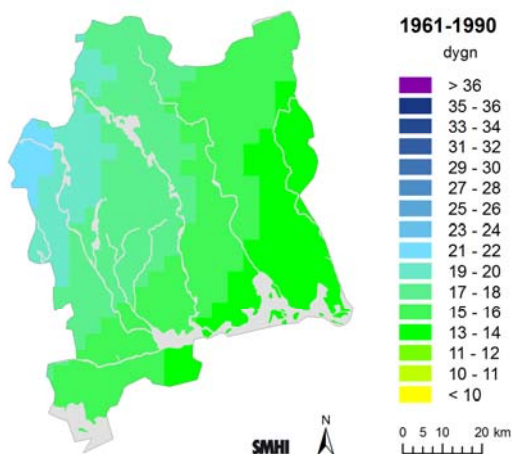 1961-1990
dygn
> 36
35 - 36
33 - 34
31 - 32
29 - 30
27 - 28
25 - 26
23 - 24
21 - 22
19 - 20
17 - 18
15 - 16
13 - 14
11 - 12
10 - 11
< 10
SMHI
N
0 5 10 20 km